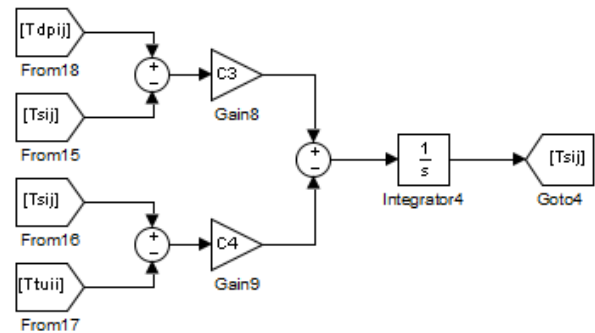 [Tdpij]
From18
[Tsij]
From15
+
−
C3
Gain8
[Tsij]
From16
[Ttuii]
From17
+
−
C4
Gain9
+
−
1
s
Integrator4
[Tsij]
Goto4